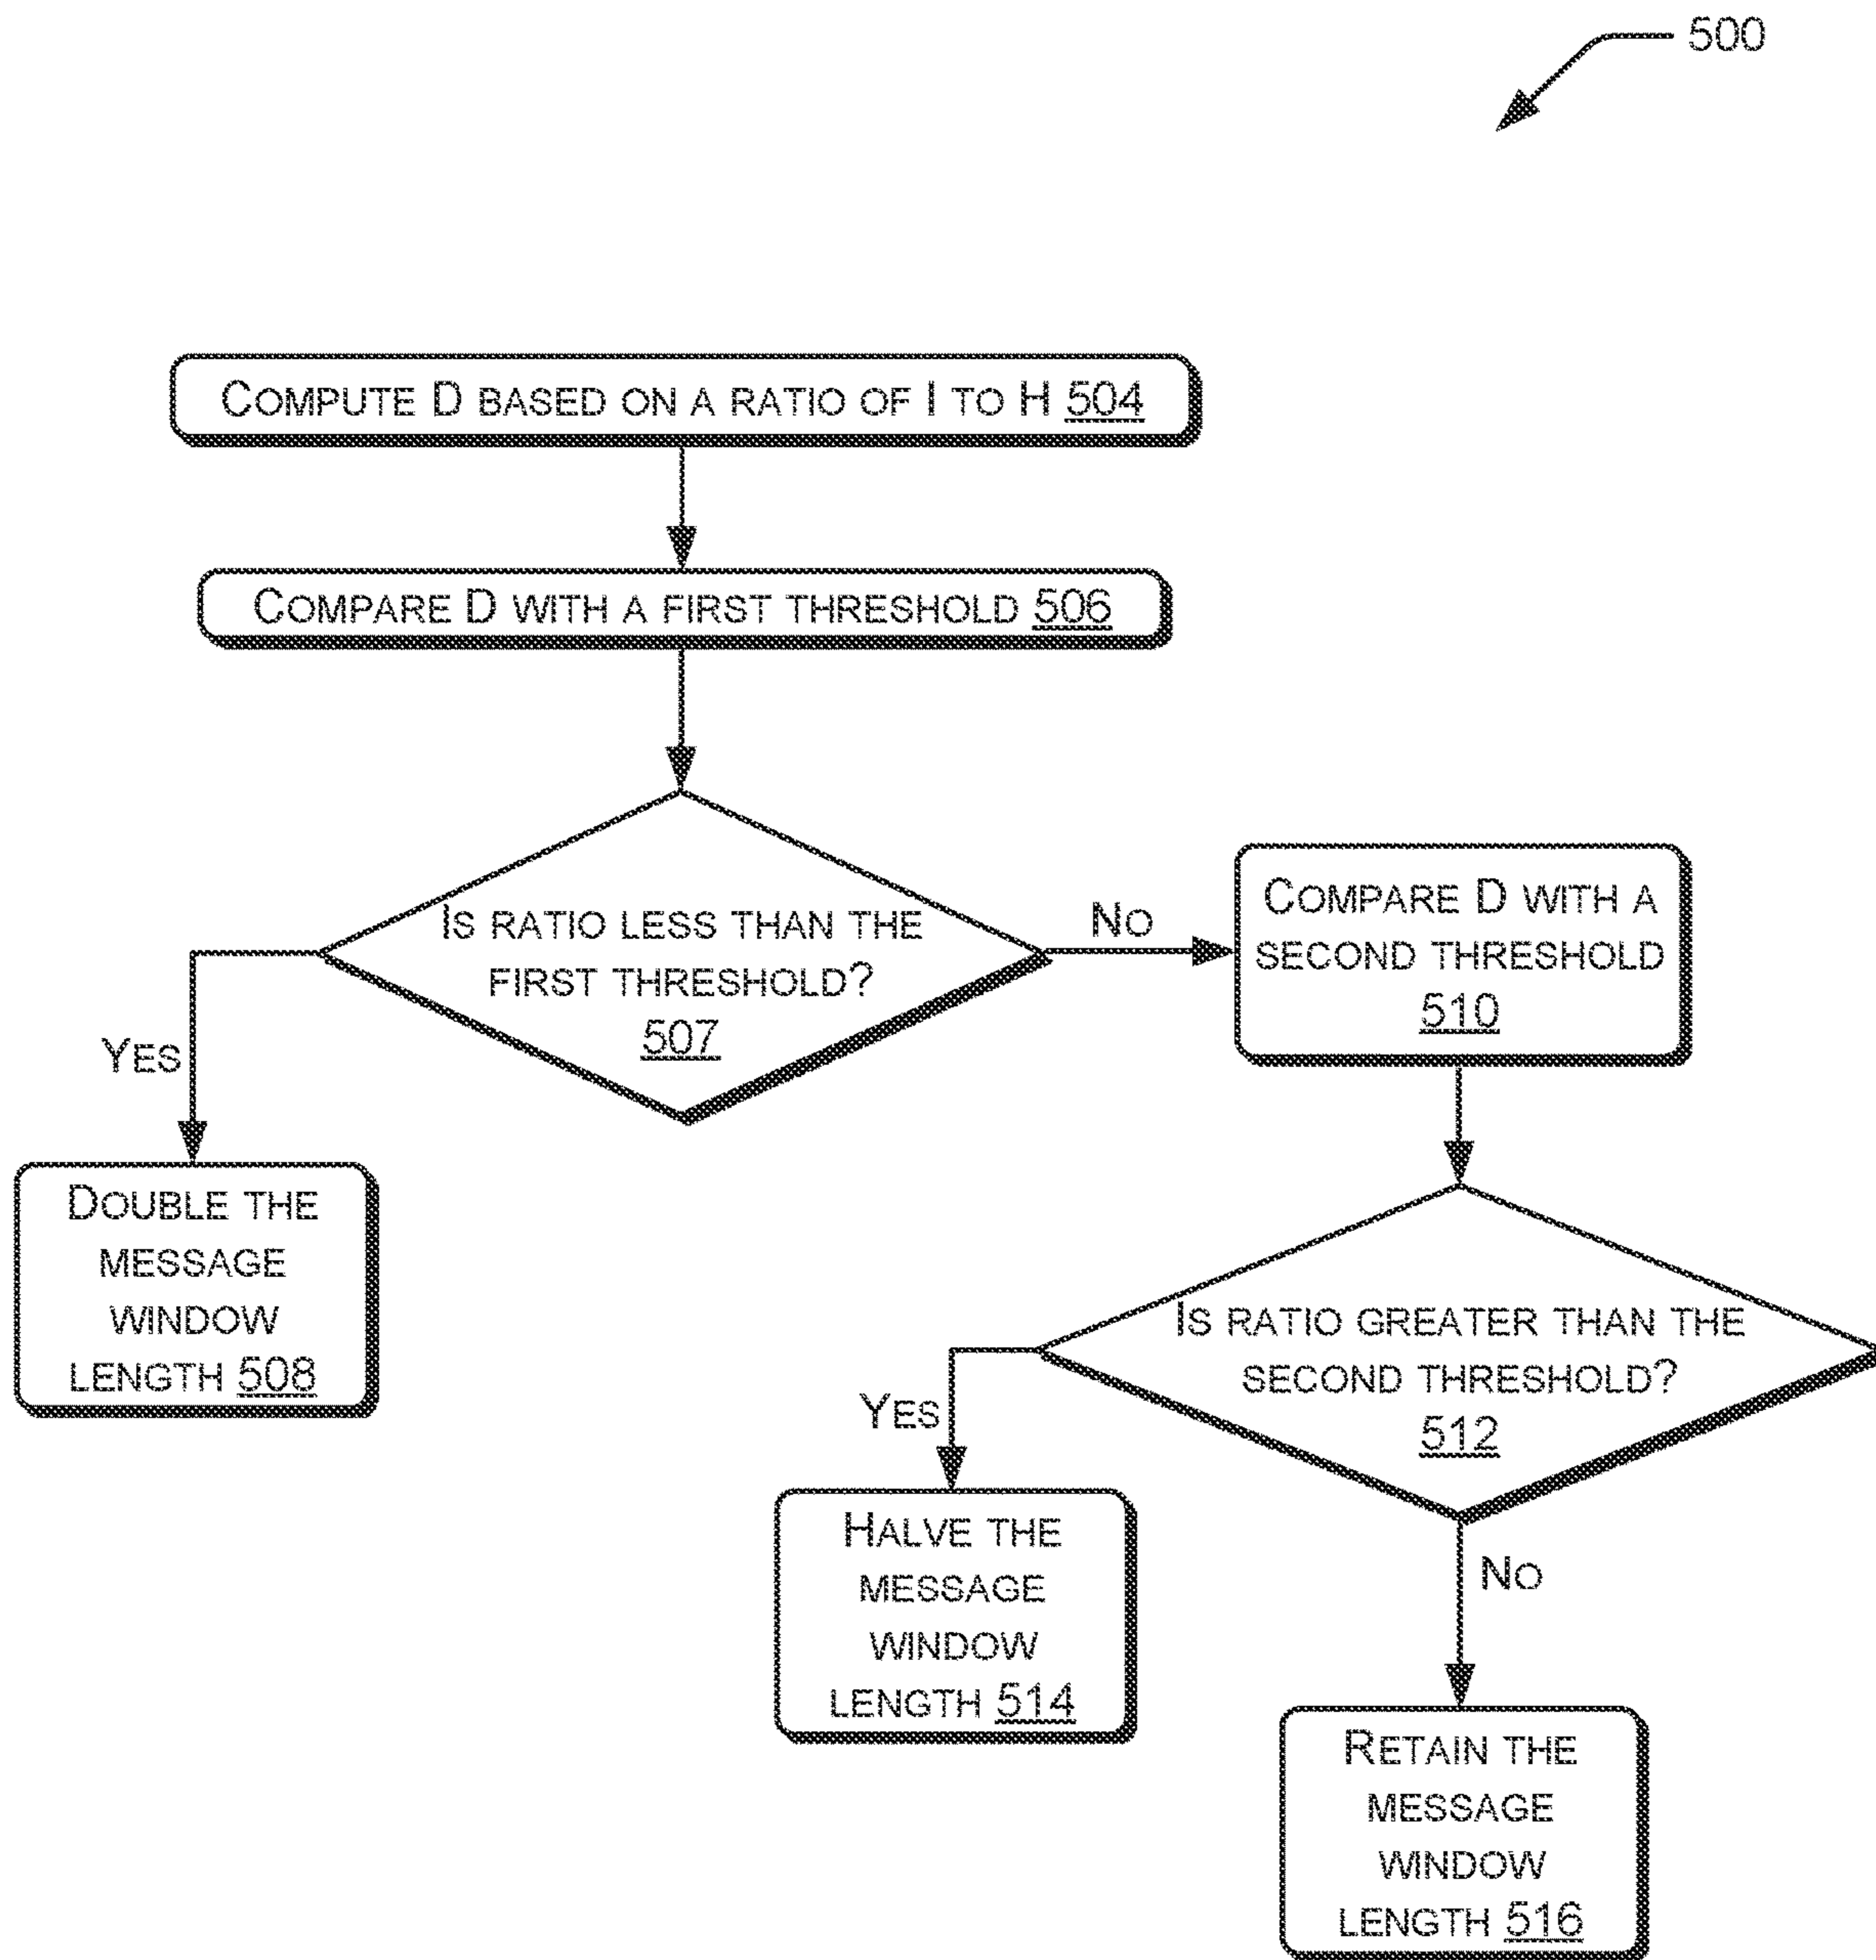 500
COMPUTE D BASED ON A RATIO OF I TO H 504
COMPARE D WITH A FIRST THRESHOLD 506
IS RATIO LESS THAN THE
FIRST THRESHOLD?
507
YES
NO
COMPARE D WITH A
SECOND THRESHOLD
510
DOUBLE THE
MESSAGE
WINDOW
LENGTH 508
IS RATIO GREATER THAN THE
SECOND THRESHOLD?
512
YES
NO
HALVE THE
MESSAGE
WINDOW
LENGTH 514
RETAIN THE
MESSAGE
WINDOW
LENGTH 516